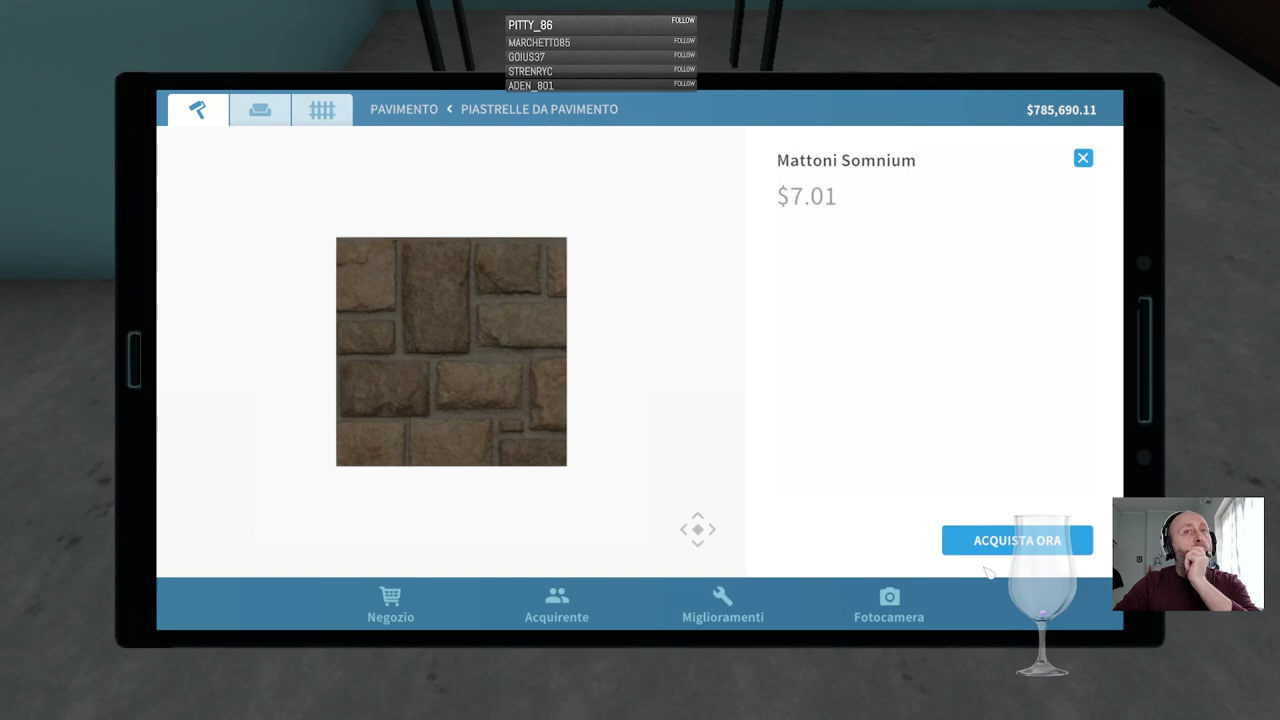 PITTY_86 FOLLOW
MARCHETTO85 FOLLOW
GOIUS37 FOLLOW
STRENRYC FOLLOW
ADEN_801 FOLLOW
PAVIMENTO < PIASTRELLE DA PAVIMENTO
$785,690.11
Mattoni Somnium
$7.01
ACQUISTA ORA
Negozio
Acquirente
Miglioramenti
Fotocamera